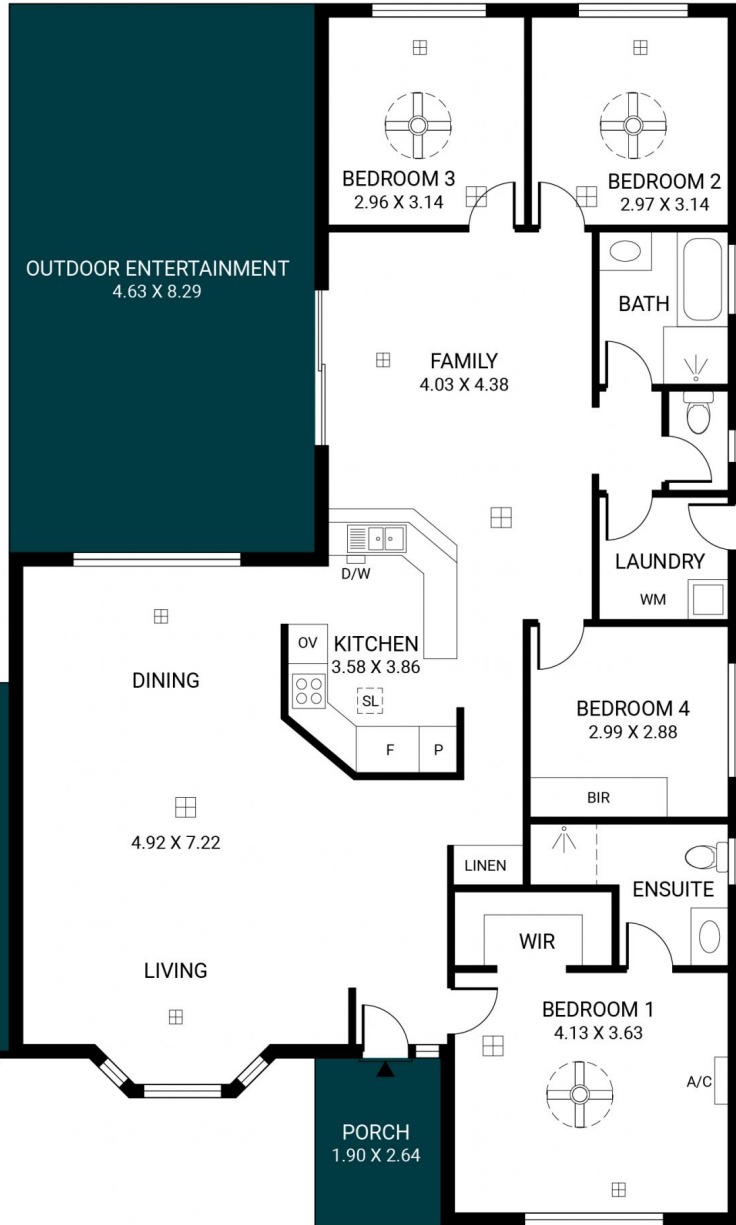 BEDROOM 3
2.96 X 3.14
BEDROOM 2
2.97 X 3.14
OUTDOOR ENTERTAINMENT
4.63 X 8.29
BATH
FAMILY
4.03 X 4.38
D/W
LAUNDRY
WM
OV
KITCHEN
3.58 X 3.86
SL
F
P
DINING
4.92 X 7.22
LIVING
BEDROOM 4
2.99 X 2.88
BIR
LINEN
ENSUITE
WIR
BEDROOM 1
4.13 X 3.63
A/C
PORCH
1.90 X 2.64